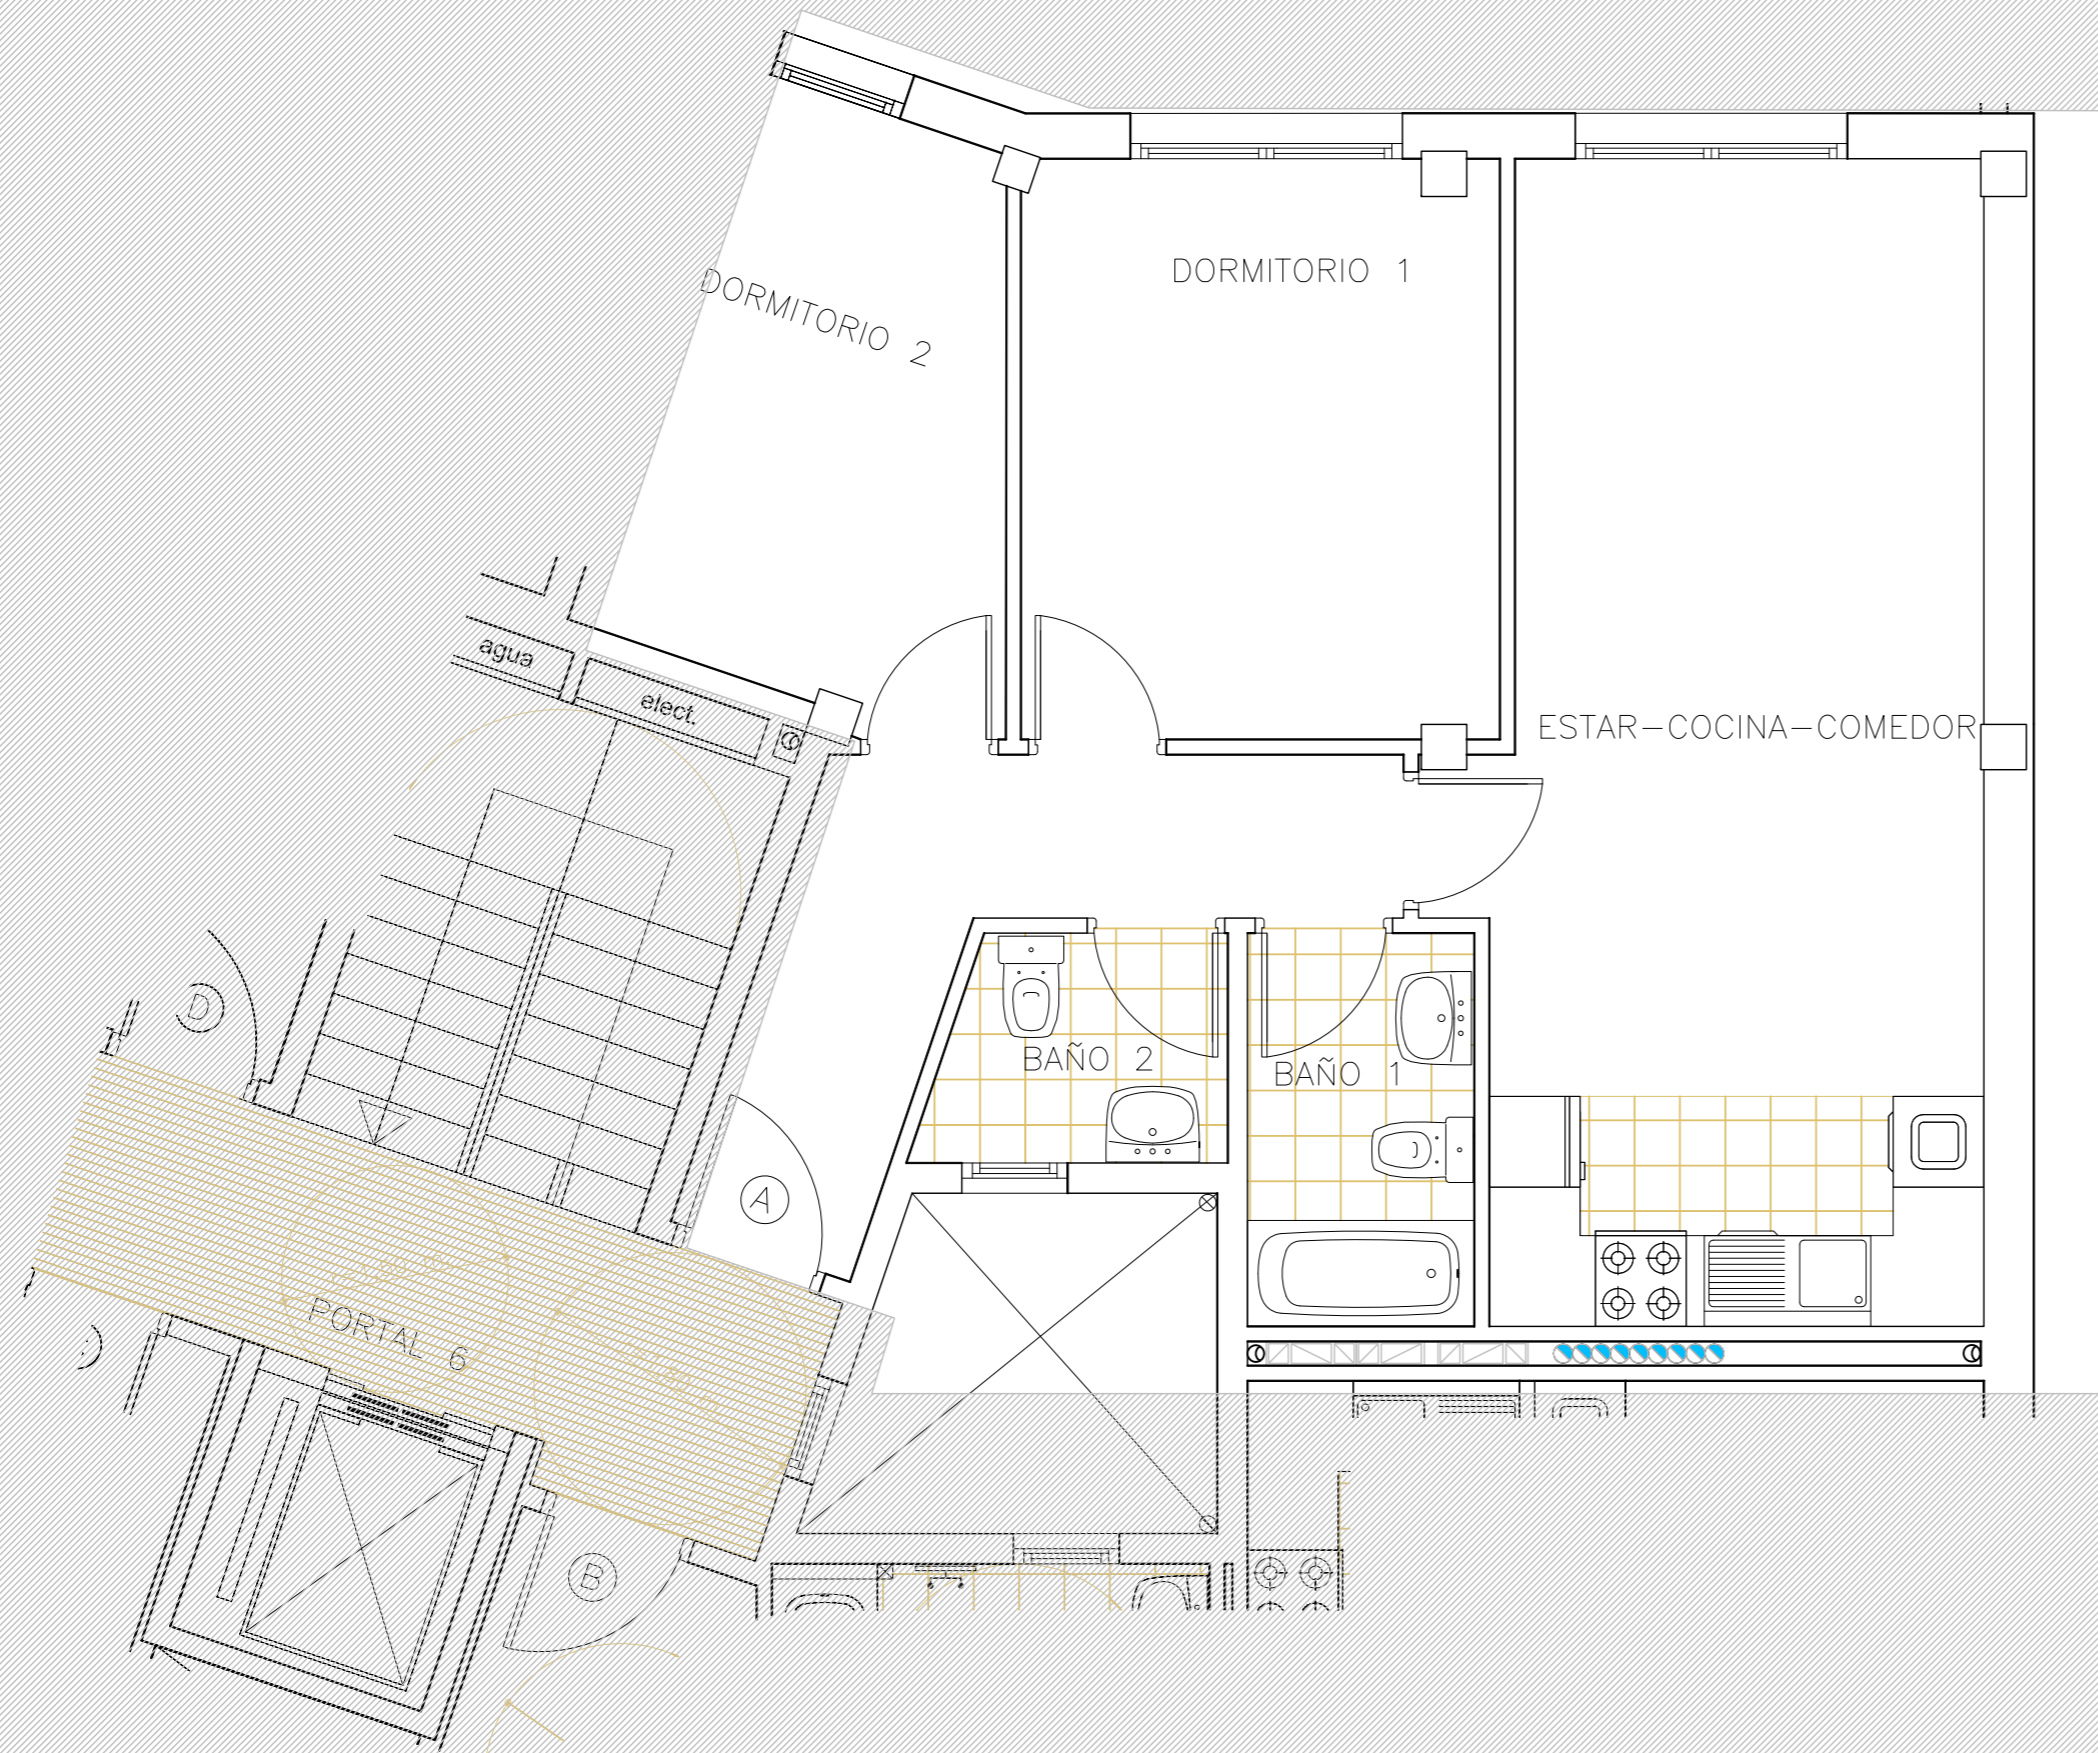 DORMITORIO 2
DORMITORIO 1
ESTAR-COCINA-COMEDOR
agua
elect.
D
BAÑO 2
BAÑO 1
A
PORTAL 6
B